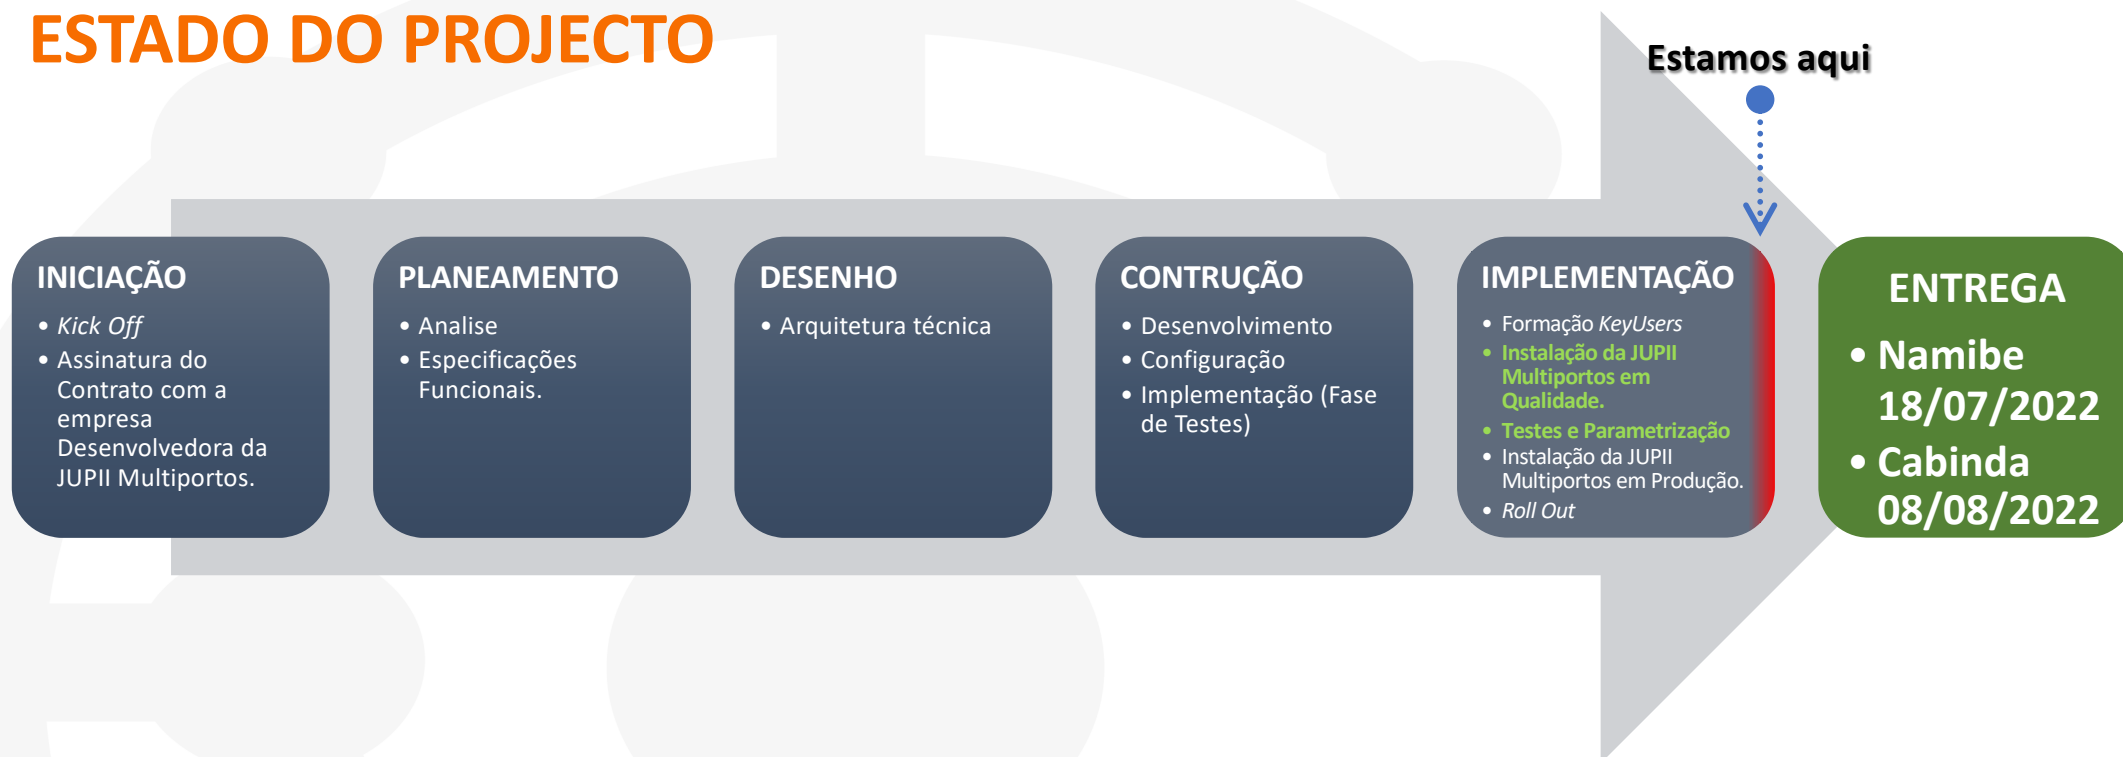 ESTADO DO PROJECTO
Estamos aqui
INICIAÇÃO
• Kick Off
• Assinatura do
Contrato com a
empresa
Desenvolvedora da
JUPII Multiportos.
PLANEAMENTO
• Analise
• Especificações
Funcionais.
DESENHO
• Arquitetura técnica
CONTRUÇÃO
• Desenvolvimento
• Configuração
• Implementação (Fase
de Testes)
IMPLEMENTAÇÃO
• Formação KeyUsers
• Instalação da JUPII
Multiportos em
Qualidade.
• Testes e Parametrização
• Instalação da JUPII
Multiportos em Produção.
• Roll Out
ENTREGA
• Namibe
18/07/2022
• Cabinda
08/08/2022